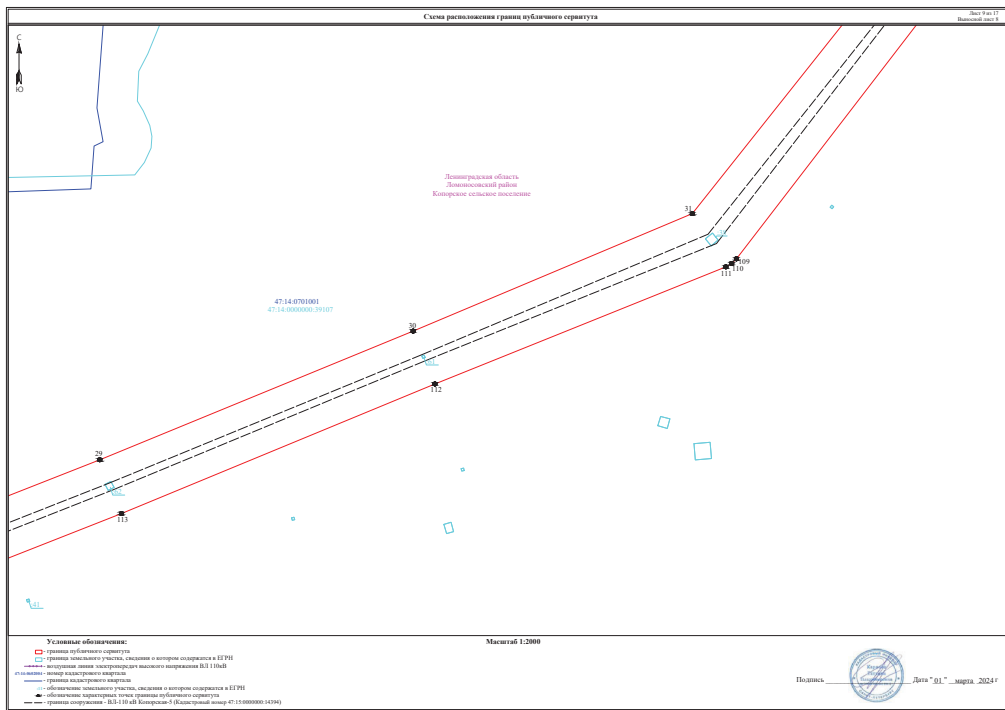 Лист 9 из 17
Схема расположения границ публичного сервитута
Выносной лист 8
С
Ю
Ленинградская область
Ломоносовский район
Копорское сельское поселение
31
109
110
111
47:14:0701001
47:14:0000000:39107
30
112
29
113
:41
Условные обозначения:
Масштаб 1:2000
- граница публичного сервитута
- граница земельного участка, сведения о котором содержатся в ЕГРН
- воздушная линия электропередач высокого напряжения ВЛ 110кВ
- номер кадастрового квартала
- граница кадастрового квартала
- обозначение земельного участка, сведения о котором содержатся в ЕГРН
- обозначение характерных точек границы публичного сервитута
- граница сооружения - ВЛ-110 кВ Копорская-5 (Кадастровый номер 47:15:0000000:14394)
Подпись Дата "01" марта 2024 г